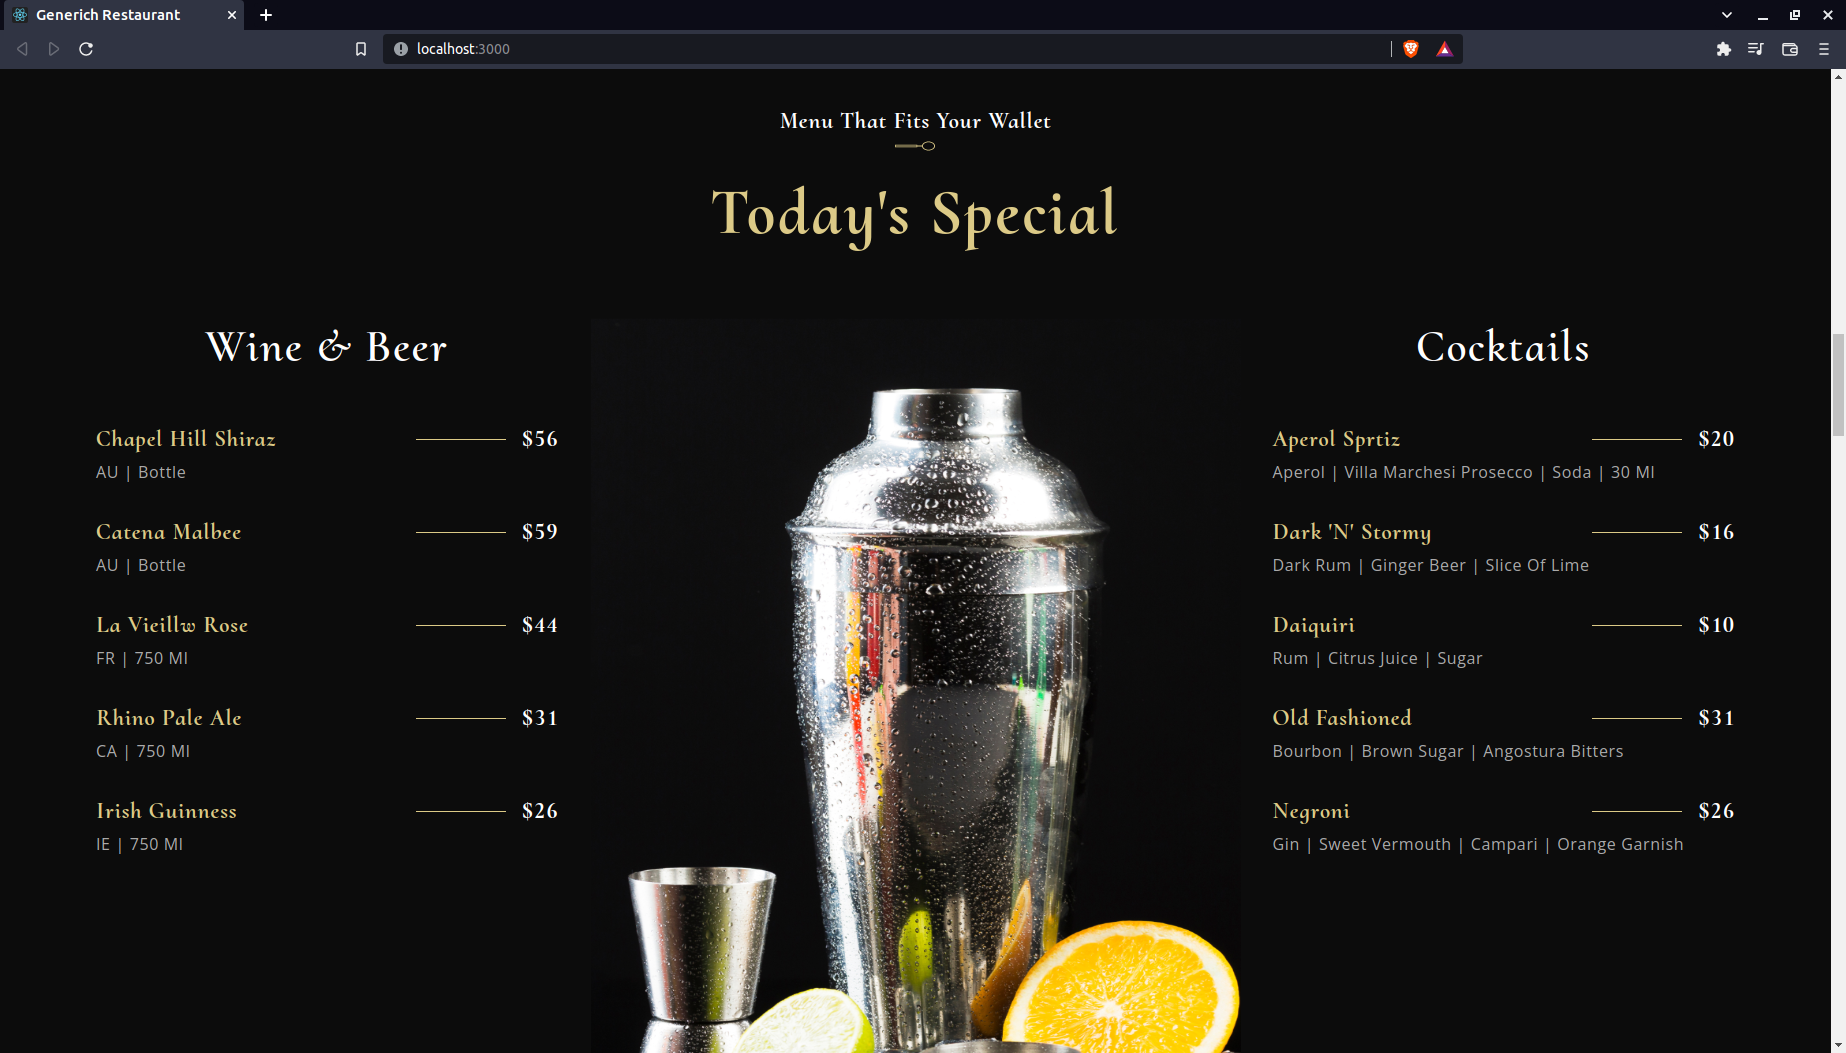 Generich Restaurant
localhost:3000
Menu That Fits Your Wallet
Today's Special
Wine & Beer
Chapel Hill Shiraz $56
AU | Bottle
Catena Malbee $59
AU | Bottle
La Vieillw Rose $44
FR | 750 Ml
Rhino Pale Ale $31
CA | 750 Ml
Irish Guinness $26
IE | 750 Ml
Cocktails
Aperol Sprtiz $20
Aperol | Villa Marchesi Prosecco | Soda | 30 Ml
Dark 'N' Stormy $16
Dark Rum | Ginger Beer | Slice Of Lime
Daiquiri $10
Rum | Citrus Juice | Sugar
Old Fashioned $31
Bourbon | Brown Sugar | Angostura Bitters
Negroni $26
Gin | Sweet Vermouth | Campari | Orange Garnish